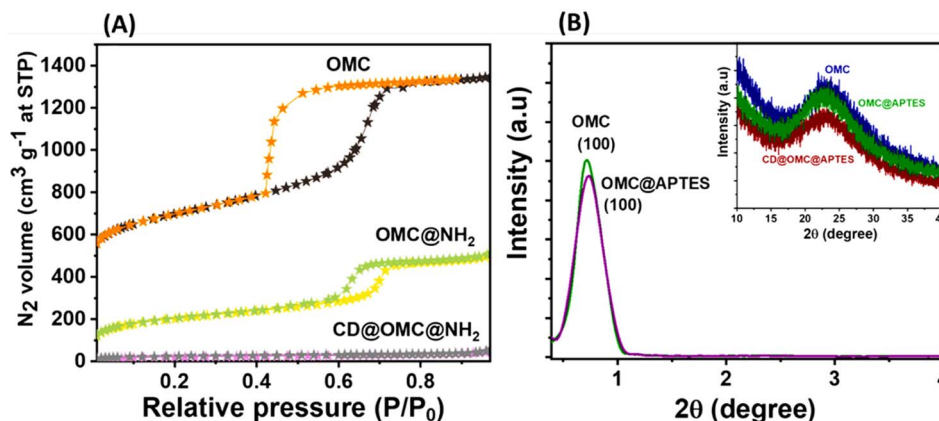 (A)
N₂ volume (cm³ g⁻¹ at STP)
1400
1200
1000
800
600
400
200
0
OMC
OMC@NH₂
CD@OMC@NH₂
0.2 0.4 0.6 0.8
Relative pressure (P/P₀)
(B)
Intensity (a.u)
OMC
(100)
OMC@APTES
(100)
1 2 3 4
2θ (degree)
Intensity (a.u)
OMC
OMC@APTES
CD@OMC@APTES
10 15 20 25 30 35 40
2θ (degree)